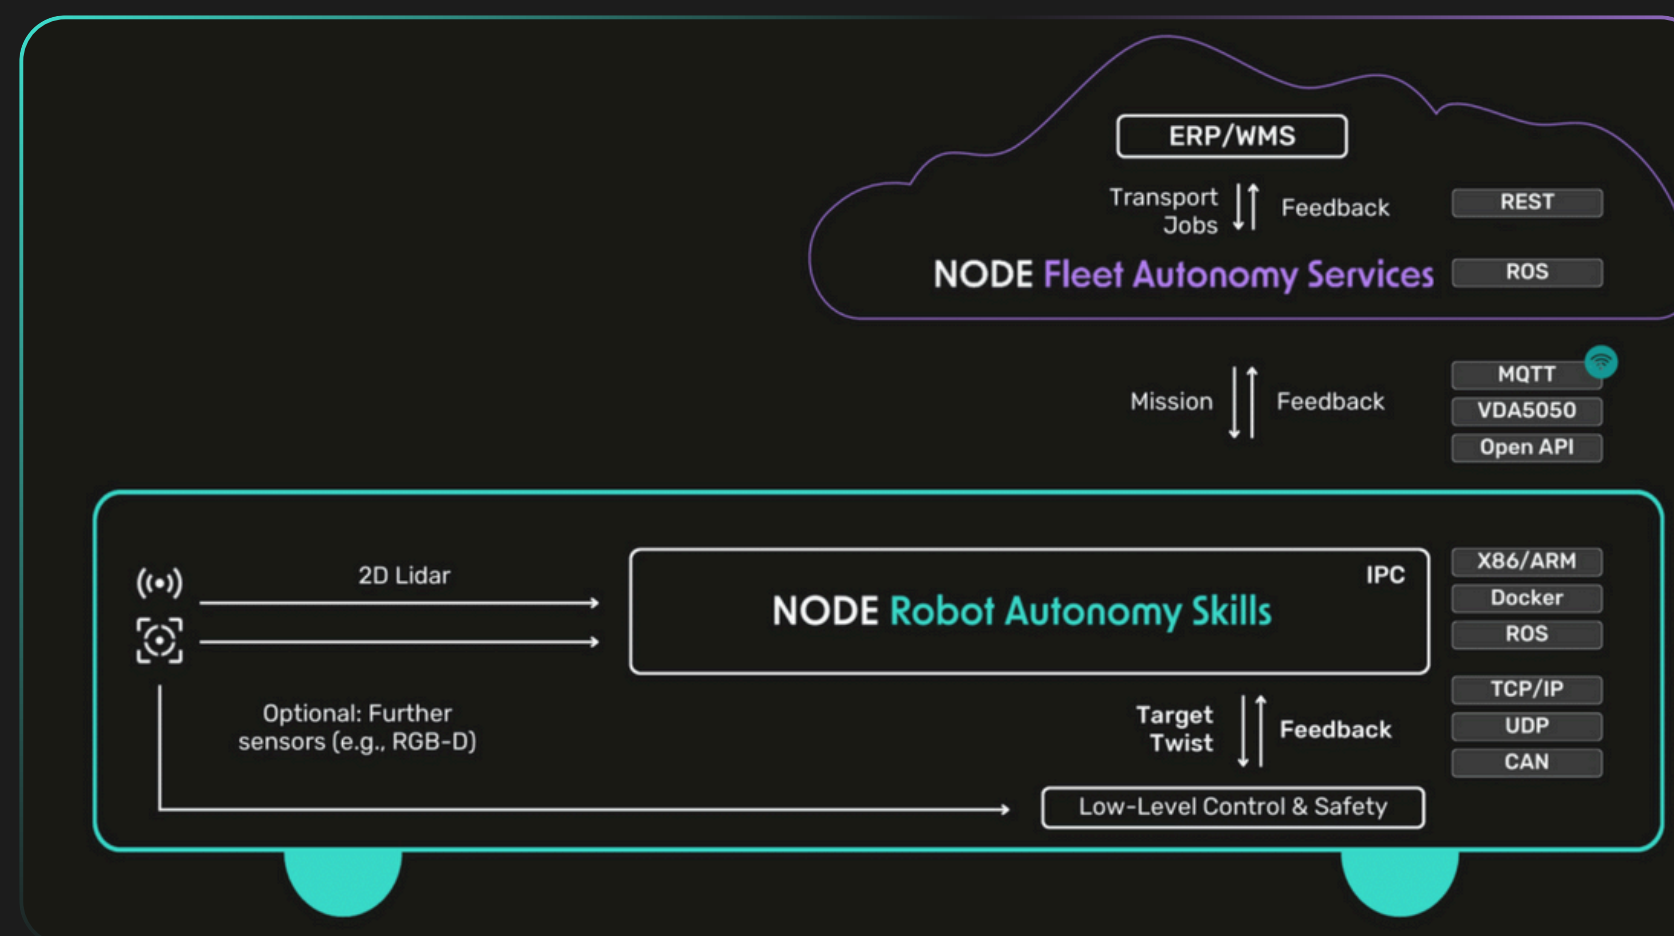 ERP/WMS
Transport
Jobs
Feedback
REST
NODE Fleet Autonomy Services
ROS
Mission
Feedback
MQTT
VDA5050
Open API
2D Lidar
IPC
NODE Robot Autonomy Skills
X86/ARM
Docker
ROS
Optional: Further
sensors (e.g., RGB-D)
Target
Twist
Feedback
TCP/IP
UDP
CAN
Low-Level Control & Safety